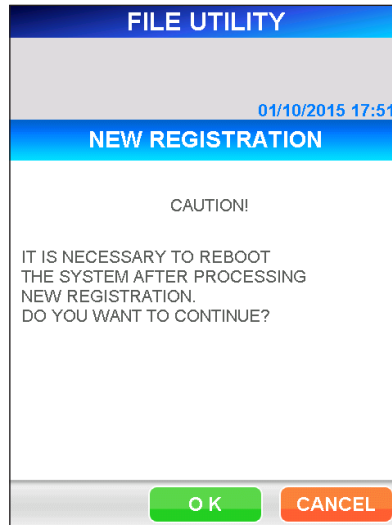 FILE UTILITY
01/10/2015 17:51
NEW REGISTRATION
CAUTION!
IT IS NECESSARY TO REBOOT
THE SYSTEM AFTER PROCESSING
NEW REGISTRATION.
DO YOU WANT TO CONTINUE?
O K
CANCEL